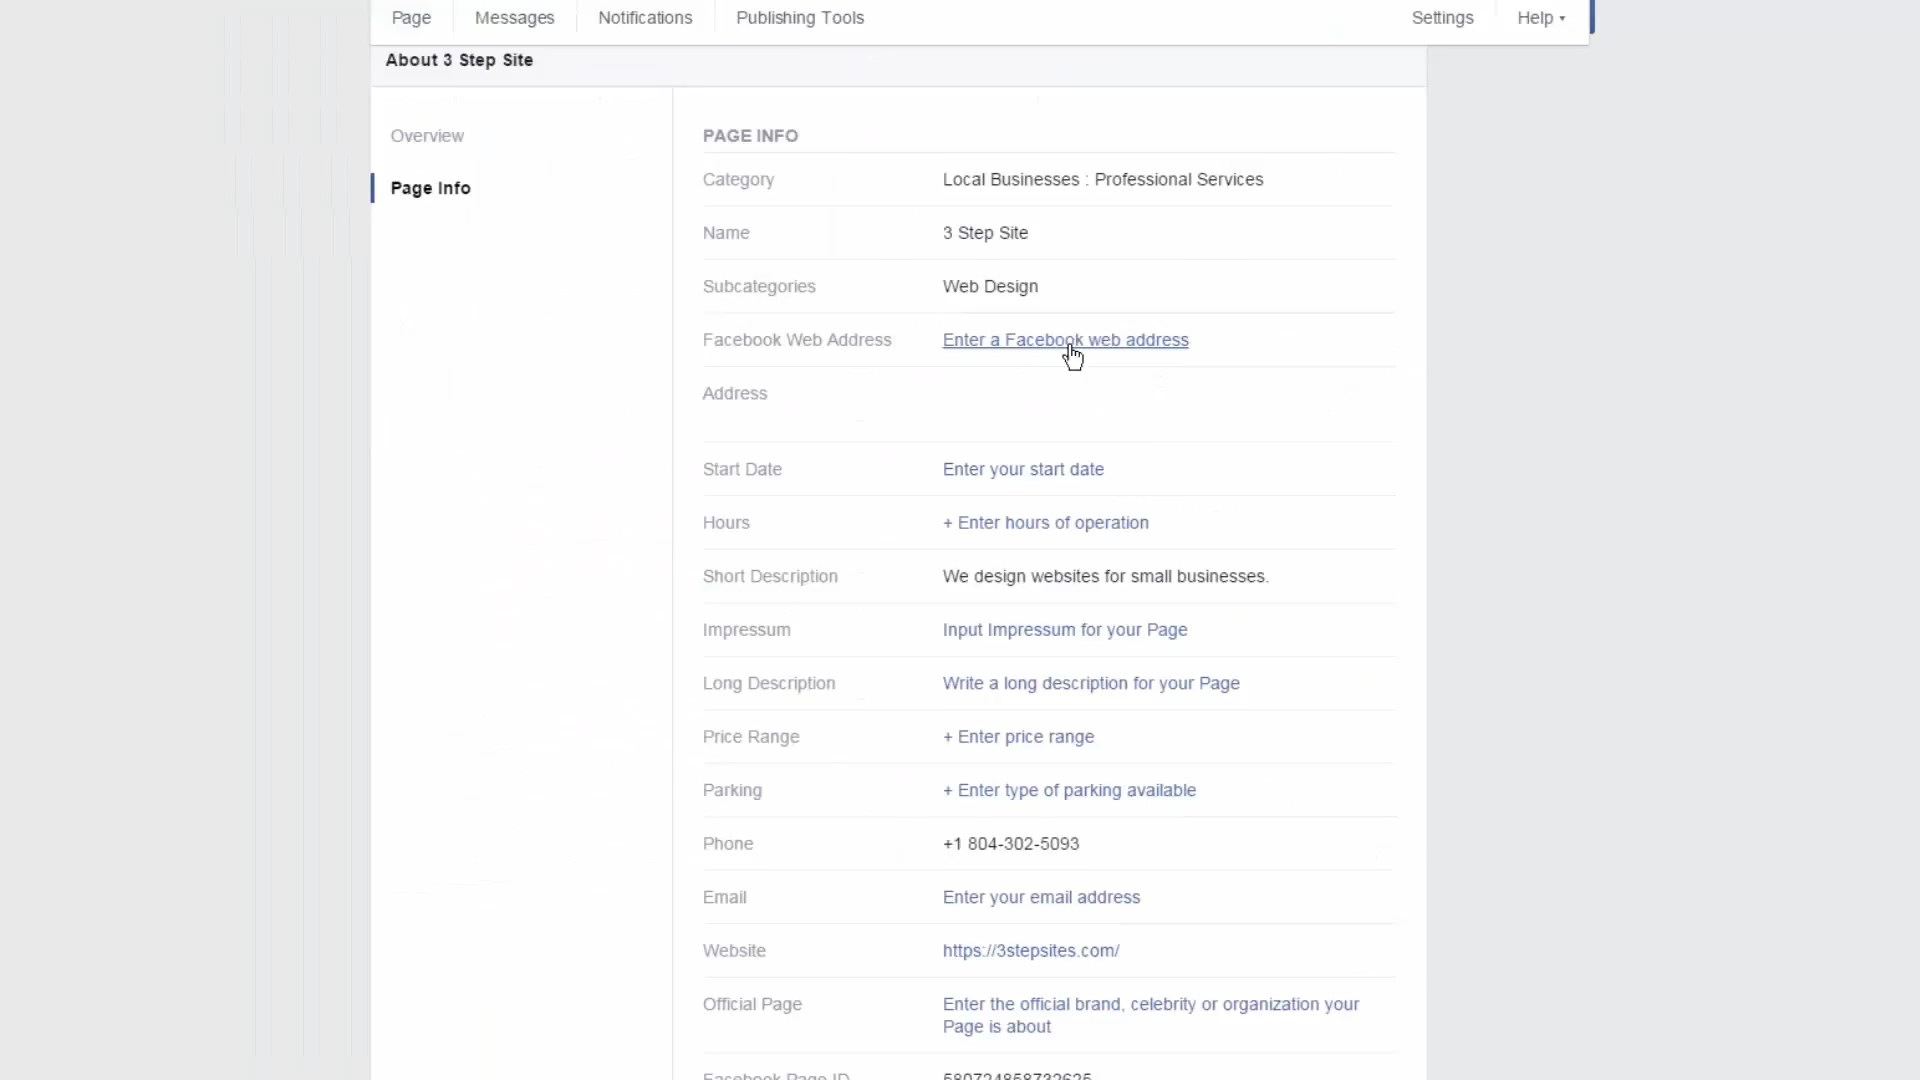 Page Messages Notifications Publishing Tools Settings Help
About 3 Step Site
Overview
Page Info
PAGE INFO
Category Local Businesses : Professional Services
Name 3 Step Site
Subcategories Web Design
Facebook Web Address Enter a Facebook web address
Address
Start Date Enter your start date
Hours + Enter hours of operation
Short Description We design websites for small businesses.
Impressum Input Impressum for your Page
Long Description Write a long description for your Page
Price Range + Enter price range
Parking + Enter type of parking available
Phone +1 804-302-5093
Email Enter your email address
Website https://3stepsites.com/
Official Page Enter the official brand, celebrity or organization your
Page is about
Facebook Page ID